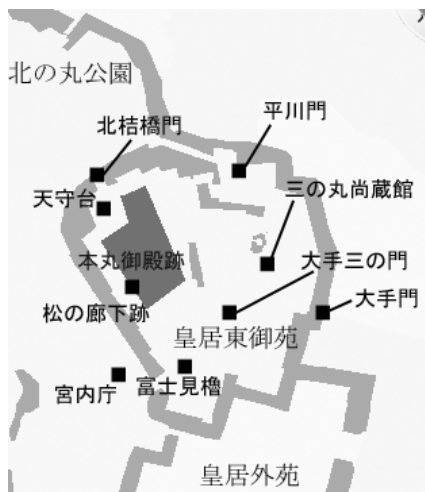 北の丸公園
平川門
北桔橋門
天守台
三の丸尚蔵館
本丸御殿跡
大手三の門
松の廊下跡
大手門
皇居東御苑
宮内庁
富士見櫓
皇居外苑